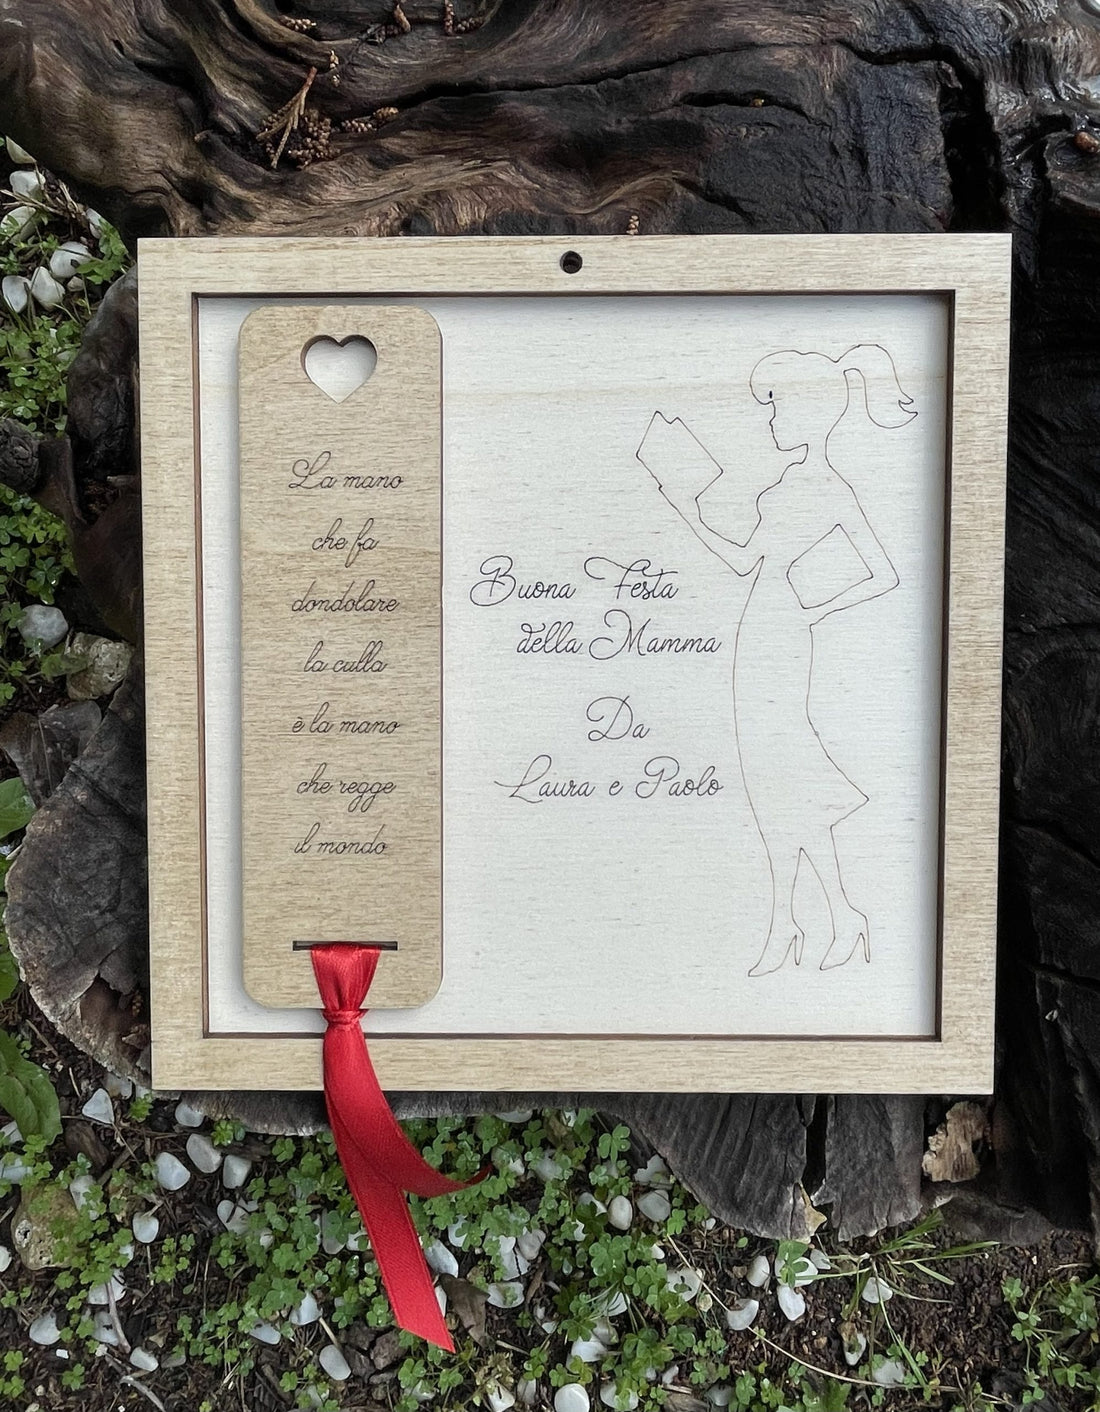 La mano
che fa
dondolare
la culla
è la mano
che regge
il mondo
Buona Festa
della Mamma
Da
Laura e Paolo